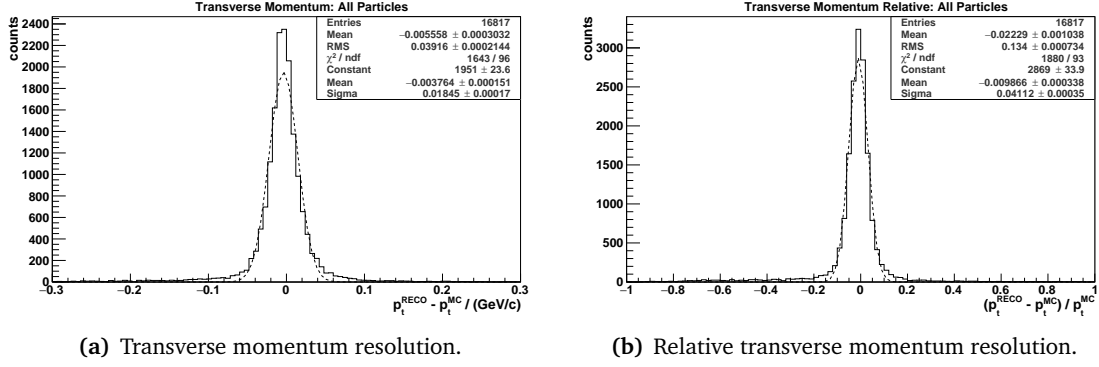 Transverse Momentum: All Particles
Entries 16817
Mean −0.005558 ± 0.0003032
RMS 0.03916 ± 0.0002144
χ² / ndf 1643 / 96
Constant 1951 ± 23.6
Mean −0.003764 ± 0.000151
Sigma 0.01845 ± 0.00017
counts
2400
2200
2000
1800
1600
1400
1200
1000
800
600
400
200
0
−0.3 −0.2 −0.1 0 0.1 0.2 0.3
p_t^RECO - p_t^MC / (GeV/c)
(a) Transverse momentum resolution.
Transverse Momentum Relative: All Particles
Entries 16817
Mean −0.02229 ± 0.001038
RMS 0.134 ± 0.000734
χ² / ndf 1880 / 93
Constant 2869 ± 33.9
Mean −0.009866 ± 0.000338
Sigma 0.04112 ± 0.00035
counts
3000
2500
2000
1500
1000
500
0
−1 −0.8 −0.6 −0.4 −0.2 0 0.2 0.4 0.6 0.8 1
(p_t^RECO - p_t^MC) / p_t^MC
(b) Relative transverse momentum resolution.